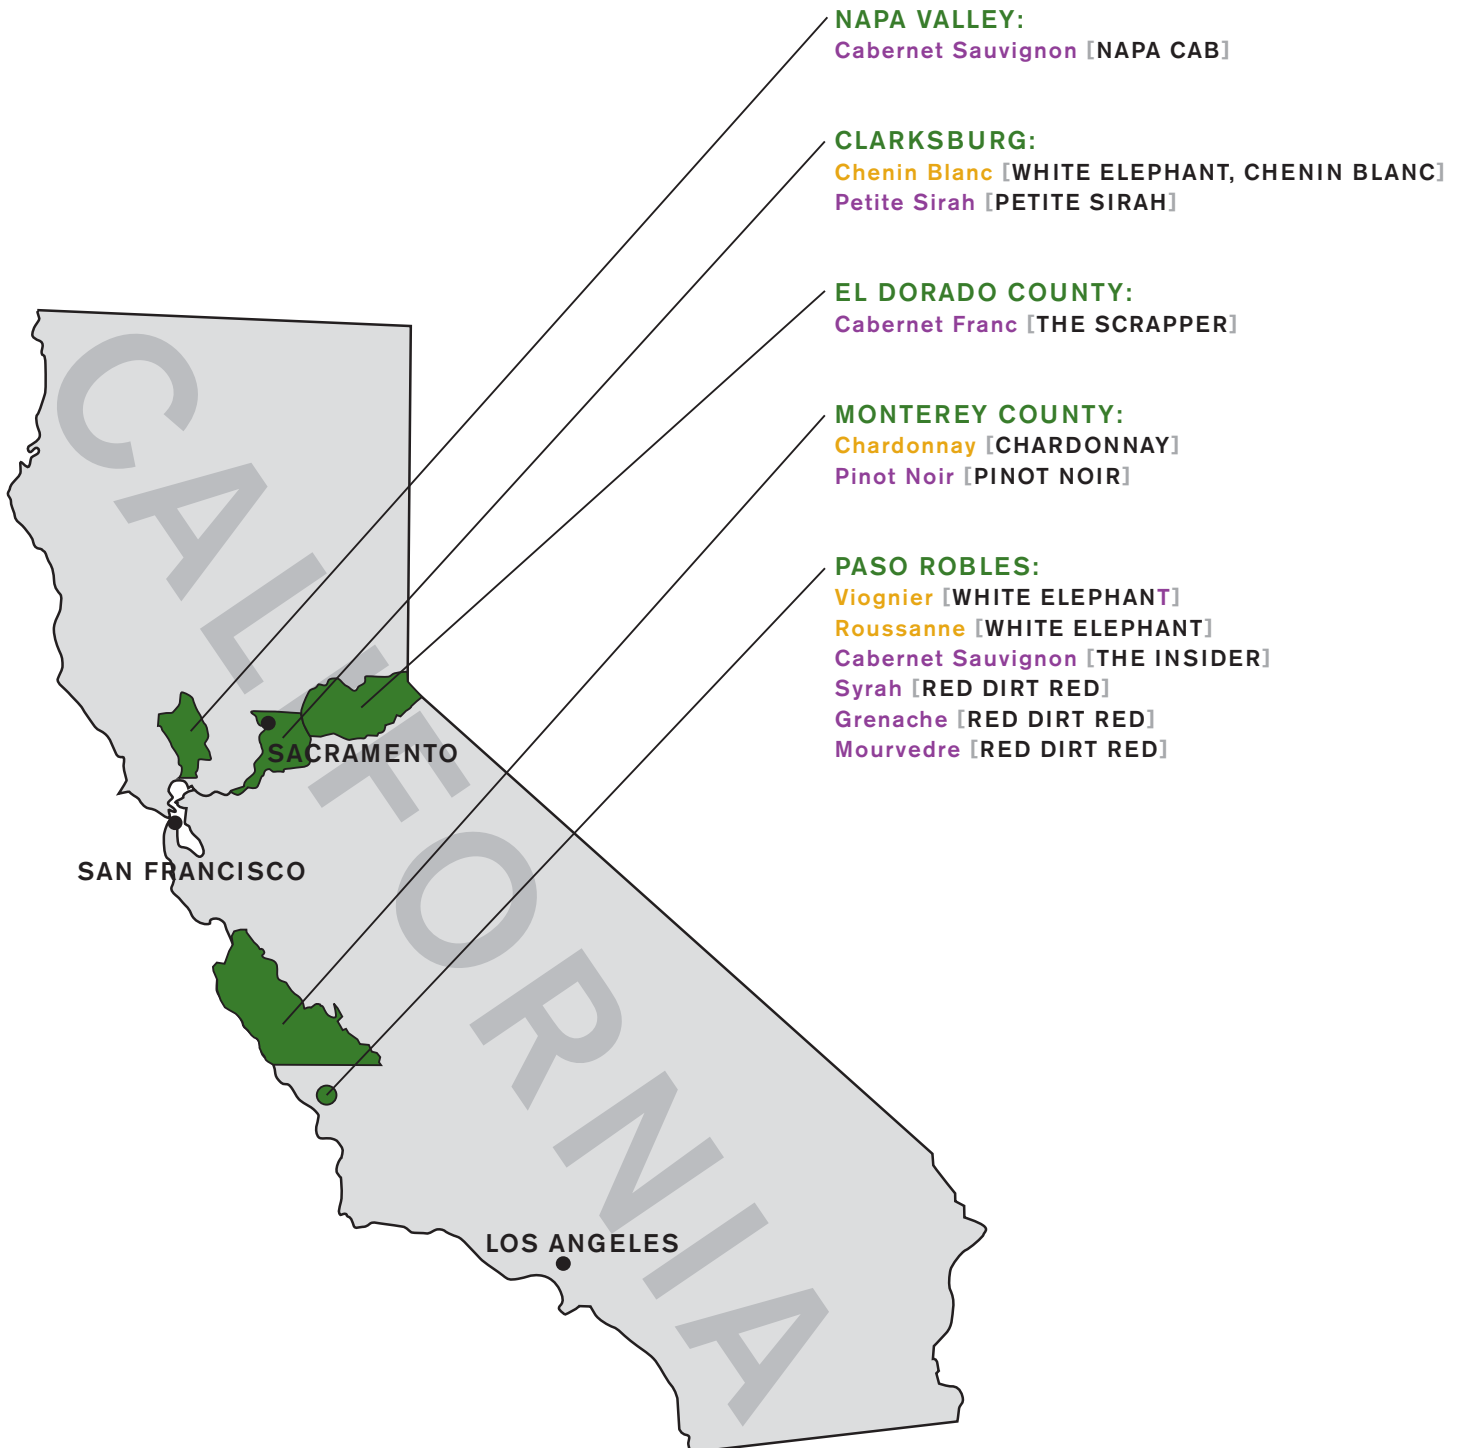 NAPA VALLEY:
Cabernet Sauvignon [NAPA CAB]
CLARKSBURG:
Chenin Blanc [WHITE ELEPHANT, CHENIN BLANC]
Petite Sirah [PETITE SIRAH]
EL DORADO COUNTY:
Cabernet Franc [THE SCRAPPER]
MONTEREY COUNTY:
Chardonnay [CHARDONNAY]
Pinot Noir [PINOT NOIR]
PASO ROBLES:
Viognier [WHITE ELEPHANT]
Roussanne [WHITE ELEPHANT]
Cabernet Sauvignon [THE INSIDER]
Syrah [RED DIRT RED]
Grenache [RED DIRT RED]
Mourvedre [RED DIRT RED]
CALIFORNIA
SACRAMENTO
SAN FRANCISCO
LOS ANGELES